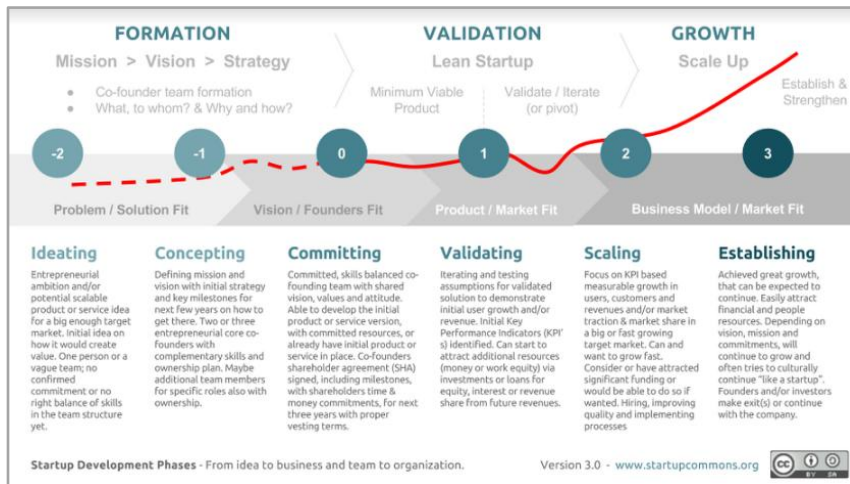 FORMATION
Mission > Vision > Strategy
● Co-founder team formation
● What, to whom? & Why and how?
VALIDATION
Lean Startup
Minimum Viable
Product
Validate / Iterate
(or pivot)
GROWTH
Scale Up
Establish &
Strengthen
-2
-1
0
1
2
3
Problem / Solution Fit
Vision / Founders Fit
Product / Market Fit
Business Model / Market Fit
Ideating
Entrepreneurial
ambition and/or
potential scalable
product or service idea
for a big enough target
market. Initial idea on
how it would create
value. One person or a
vague team; no
confirmed
commitment or no
right balance of skills
in the team structure
yet.
Concepting
Defining mission and
vision with initial strategy
and key milestones for
next few years on how to
get there. Two or three
entrepreneurial core co-
founders with
complementary skills and
ownership plan. Maybe
additional team members
for specific roles also with
ownership.
Committing
Committed, skills balanced co-
founding team with shared
vision, values and attitude.
Able to develop the initial
product or service version,
with committed resources, or
already have initial product or
service in place. Co-founders
shareholder agreement (SHA)
signed, including milestones,
with shareholders time &
money commitments, for next
three years with proper
vesting terms.
Validating
Iterating and testing
assumptions for validated
solution to demonstrate
initial user growth and/or
revenue. Initial Key
Performance Indicators (KPI'
s) identified. Can start to
attract additional resources
(money or work equity) via
investments or loans for
equity, interest or revenue
share from future revenues.
Scaling
Focus on KPI based
measurable growth in
users, customers and
revenues and/or market
traction & market share in
a big or fast growing
target market. Can and
want to grow fast.
Consider or have attracted
significant funding or
would be able to do so if
wanted. Hiring, improving
quality and implementing
processes
Establishing
Achieved great growth,
that can be expected to
continue. Easily attract
financial and people
resources. Depending on
vision, mission and
commitments, will
continue to grow and
often tries to culturally
continue "like a startup".
Founders and/or investors
make exit(s) or continue
with the company.
Startup Development Phases - From idea to business and team to organization.
Version 3.0 - www.startupcommons.org
cc
BY SA